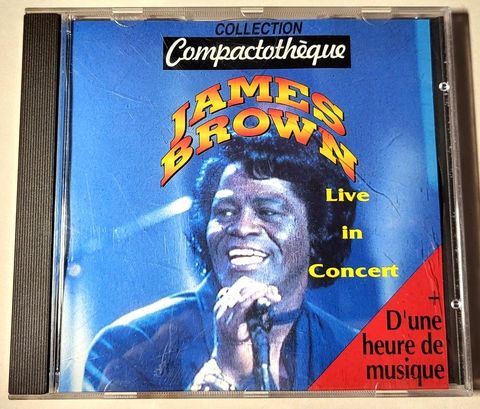 COLLECTION
Compactothèque
JAMES
BROWN
Live
in
Concert
+
D'une
heure de
musique